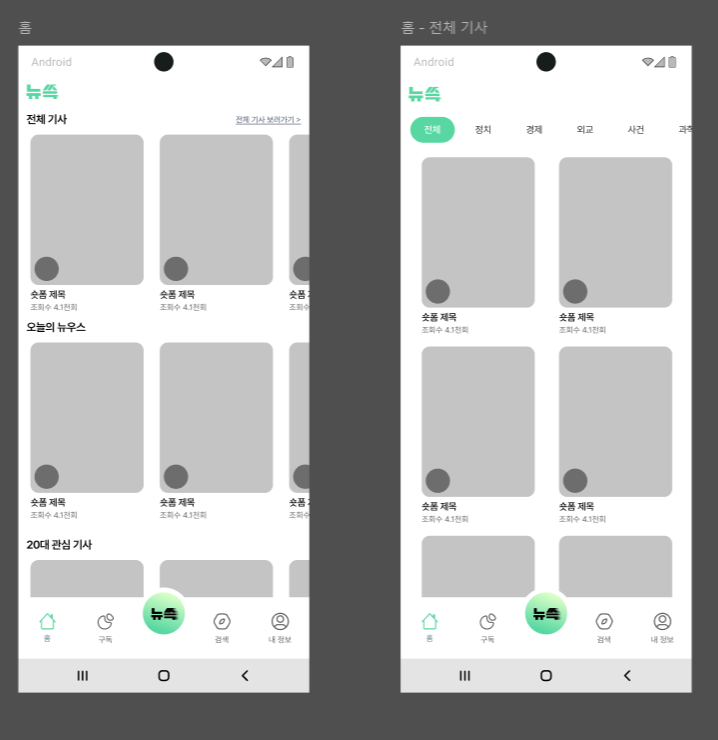 홈
Android
뉴쓱
전체 기사
전체 기사 보러가기 >
숏폼 제목
조회수 4.1천회
숏폼 제목
조회수 4.1천회
숏폼
조회수
오늘의 뉴우스
숏폼 제목
조회수 4.1천회
숏폼 제목
조회수 4.1천회
숏폼
조회수
20대 관심 기사
홈
구독
뉴쓱
검색
내 정보
홈 - 전체 기사
Android
뉴쓱
전체
정치
경제
외교
사건
과학
숏폼 제목
조회수 4.1천회
숏폼 제목
조회수 4.1천회
숏폼 제목
조회수 4.1천회
숏폼 제목
조회수 4.1천회
홈
구독
뉴쓱
검색
내 정보